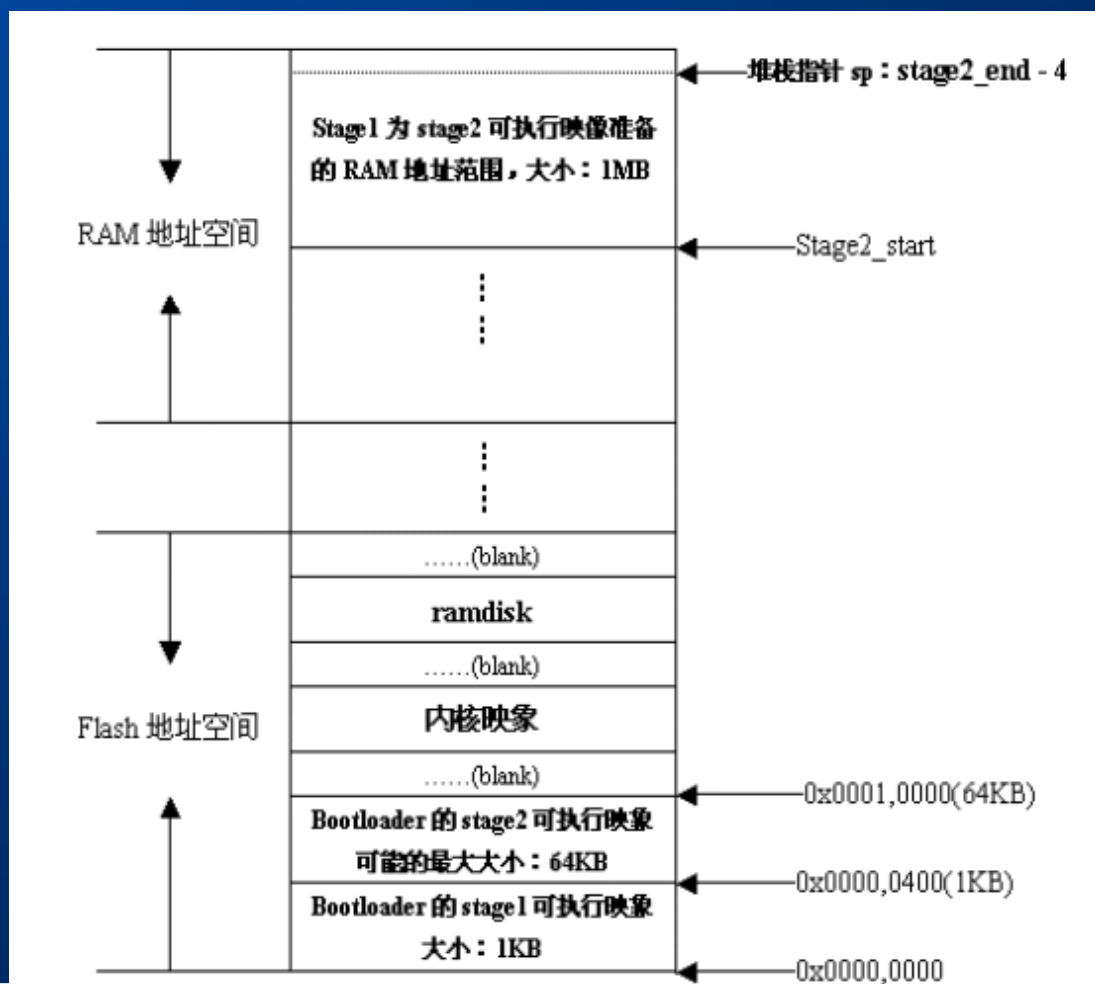 堆栈指针 sp：stage2_end - 4
Stage1 为 stage2 可执行映像准备
的 RAM 地址范围，大小：1MB
RAM 地址空间
Stage2_start
……(blank)
ramdisk
……(blank)
Flash 地址空间
内核映象
……(blank)
0x0001,0000(64KB)
Bootloader 的 stage2 可执行映象
可能的最大大小：64KB
0x0000,0400(1KB)
Bootloader 的 stage1 可执行映象
大小：1KB
0x0000,0000